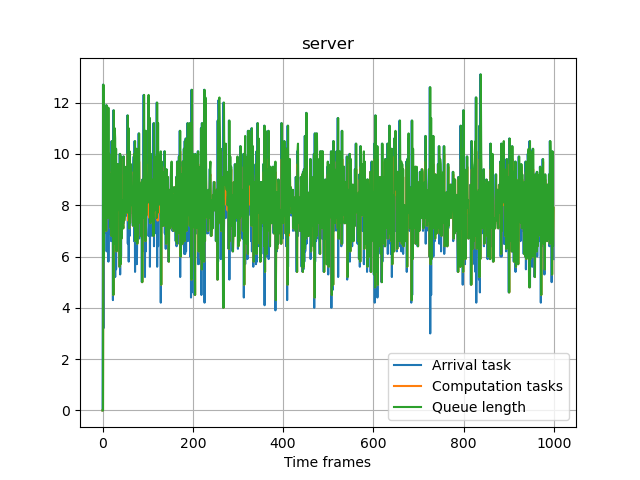 server
12
10
8
6
4
2
0
Arrival task
Computation tasks
Queue length
0 200 400 600 800 1000
Time frames